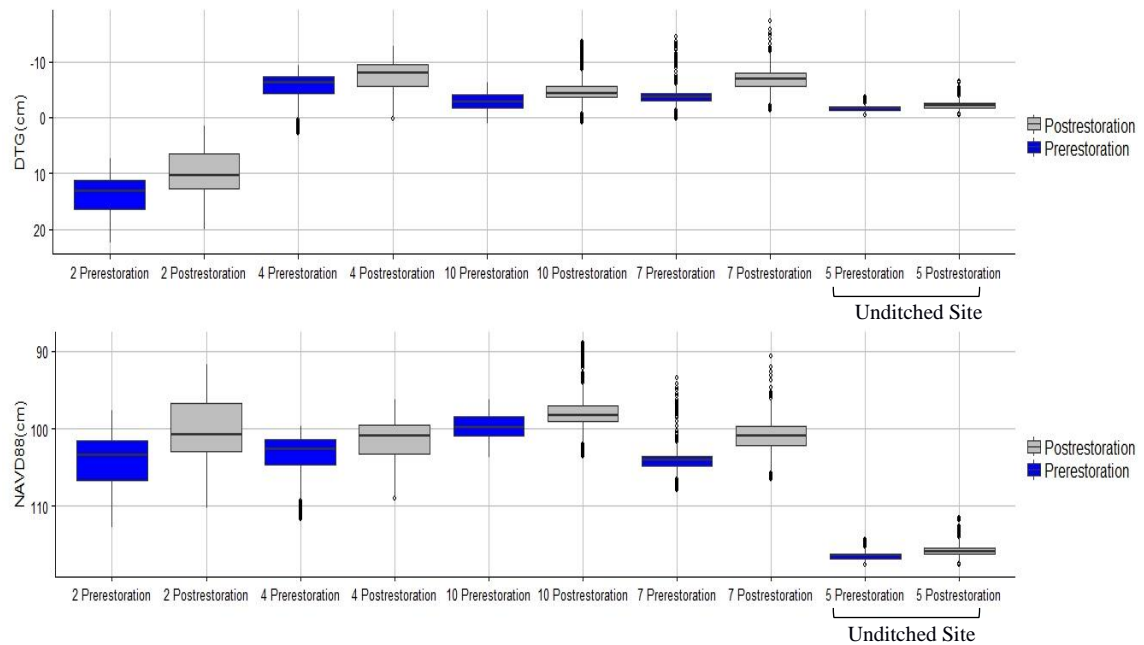 DTG(cm)
-10
0
10
20
Postrestoration
Prerestoration
2 Prerestoration 2 Postrestoration 4 Prerestoration 4 Postrestoration 10 Prerestoration 10 Postrestoration 7 Prerestoration 7 Postrestoration 5 Prerestoration 5 Postrestoration
Unditched Site
NAVD88(cm)
90
100
110
Postrestoration
Prerestoration
2 Prerestoration 2 Postrestoration 4 Prerestoration 4 Postrestoration 10 Prerestoration 10 Postrestoration 7 Prerestoration 7 Postrestoration 5 Prerestoration 5 Postrestoration
Unditched Site